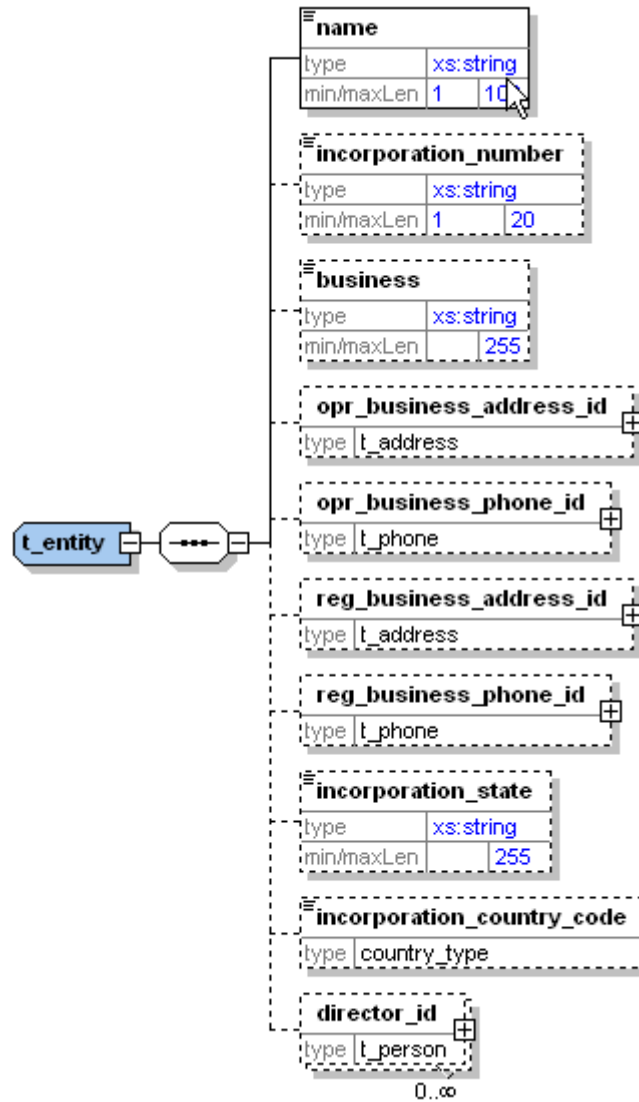 t_entity
name
type xs:string
min/maxLen 1
incorporation_number
type xs:string
min/maxLen 1 20
business
type xs:string
min/maxLen 255
opr_business_address_id
type t_address
opr_business_phone_id
type t_phone
reg_business_address_id
type t_address
reg_business_phone_id
type t_phone
incorporation_state
type xs:string
min/maxLen 255
incorporation_country_code
type country_type
director_id
type t_person
0..∞